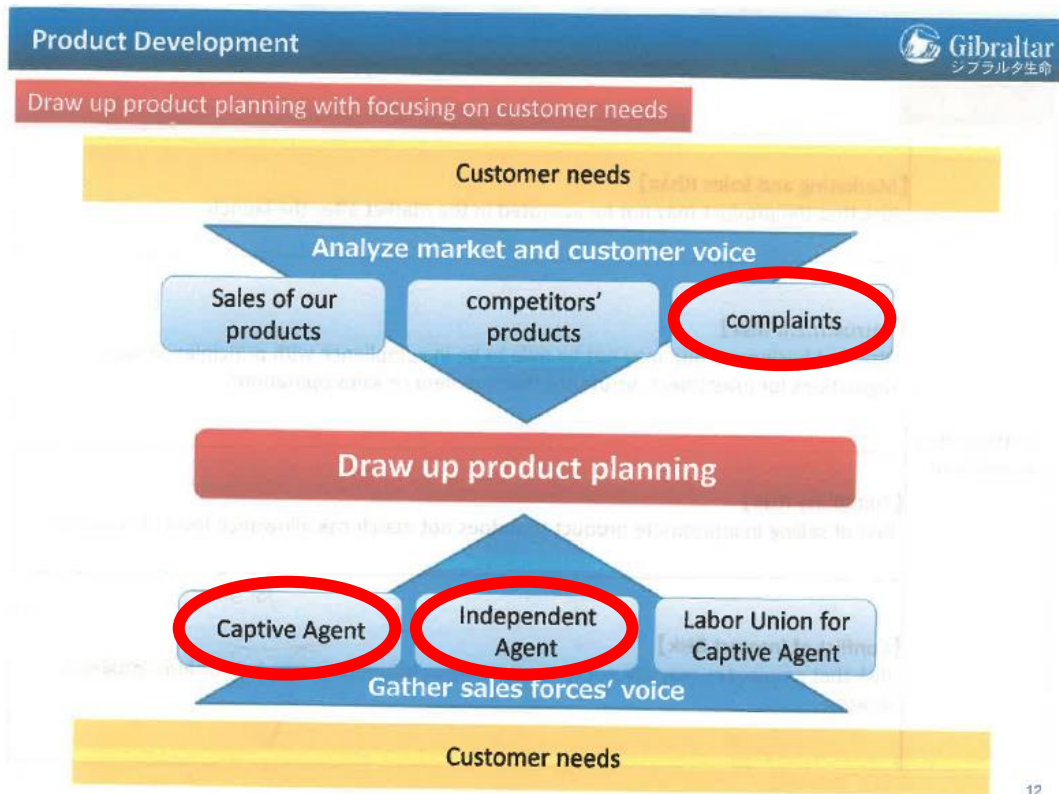 Product Development
Gibraltar
ジブラルタ生命
Draw up product planning with focusing on customer needs
Customer needs
Analyze market and customer voice
Sales of our
products
competitors'
products
complaints
Draw up product planning
Captive Agent
Independent
Agent
Labor Union for
Captive Agent
Gather sales forces' voice
Customer needs
12